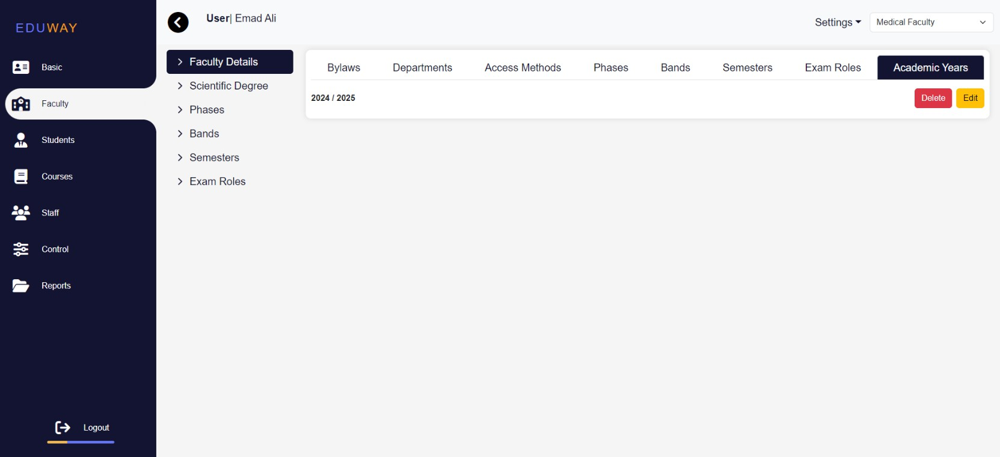 EDUWAY
Basic
Faculty
Students
Courses
Staff
Control
Reports
Logout
User| Emad Ali
Settings
Medical Faculty
Faculty Details
Scientific Degree
Phases
Bands
Semesters
Exam Roles
Bylaws Departments Access Methods Phases Bands Semesters Exam Roles Academic Years
2024 / 2025
Delete Edit